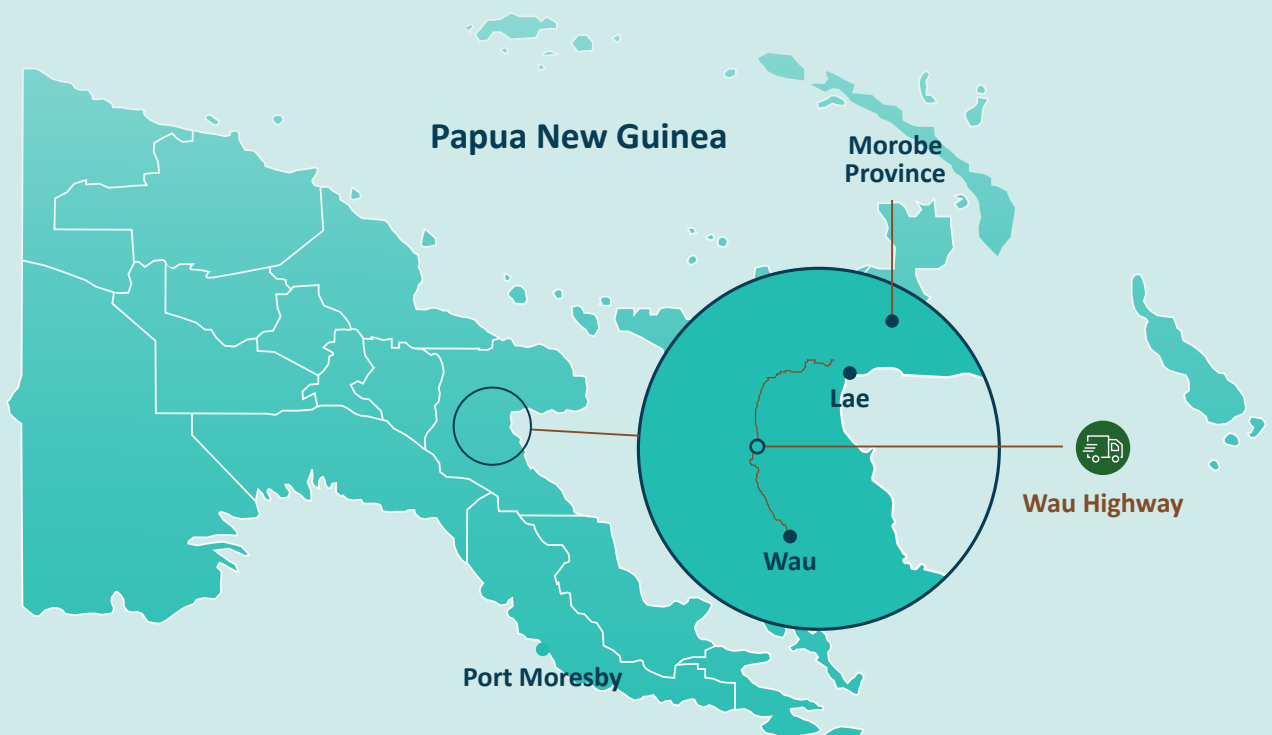 Papua New Guinea
Morobe
Province
Lae
Wau Highway
Wau
Port Moresby